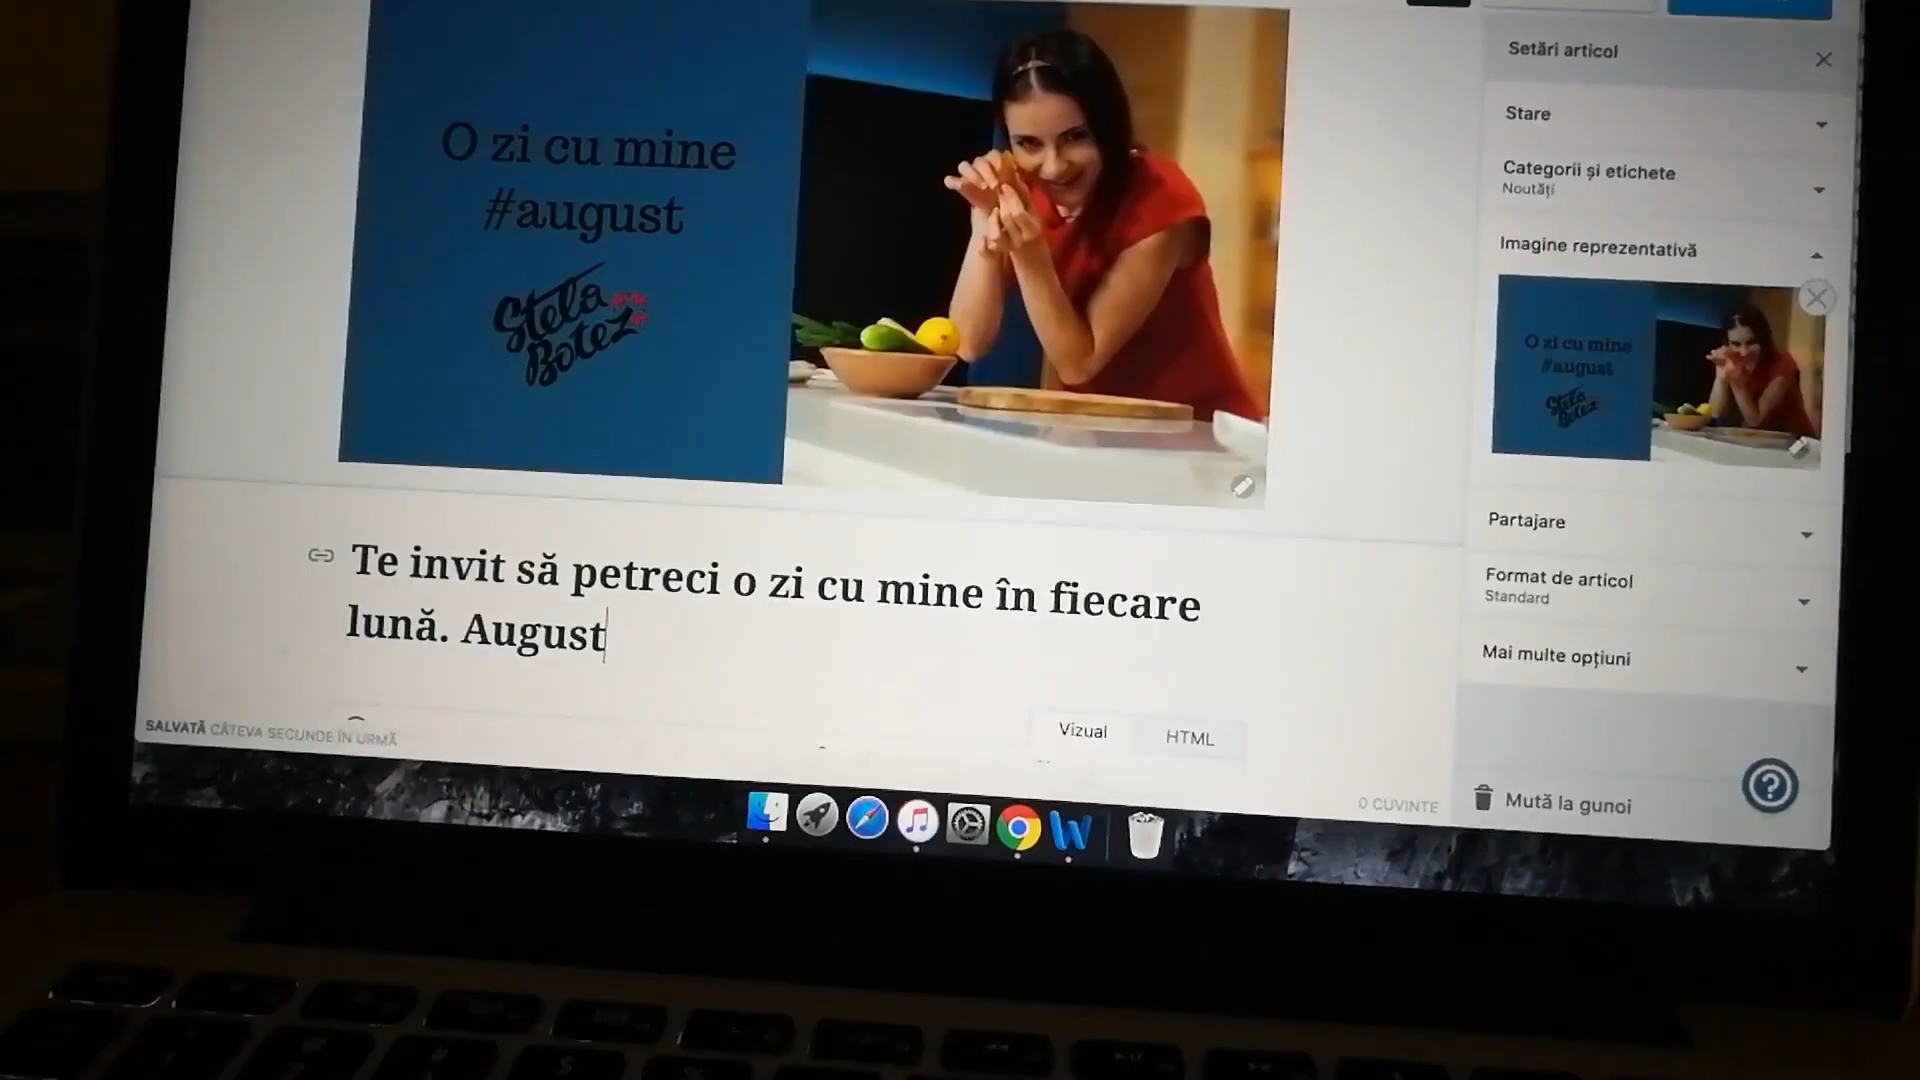 O zi cu mine
#august
Stela
Botez
Te invit să petreci o zi cu mine în fiecare
lună. August
SALVATĂ CÂTEVA SECUNDE ÎN URMĂ
Vizual
HTML
0 CUVINTE
Setări articol
Stare
Categorii și etichete
Noutăți
Imagine reprezentativă
O zi cu mine
#august
Stela
Botez
Partajare
Format de articol
Standard
Mai multe opțiuni
Mută la gunoi